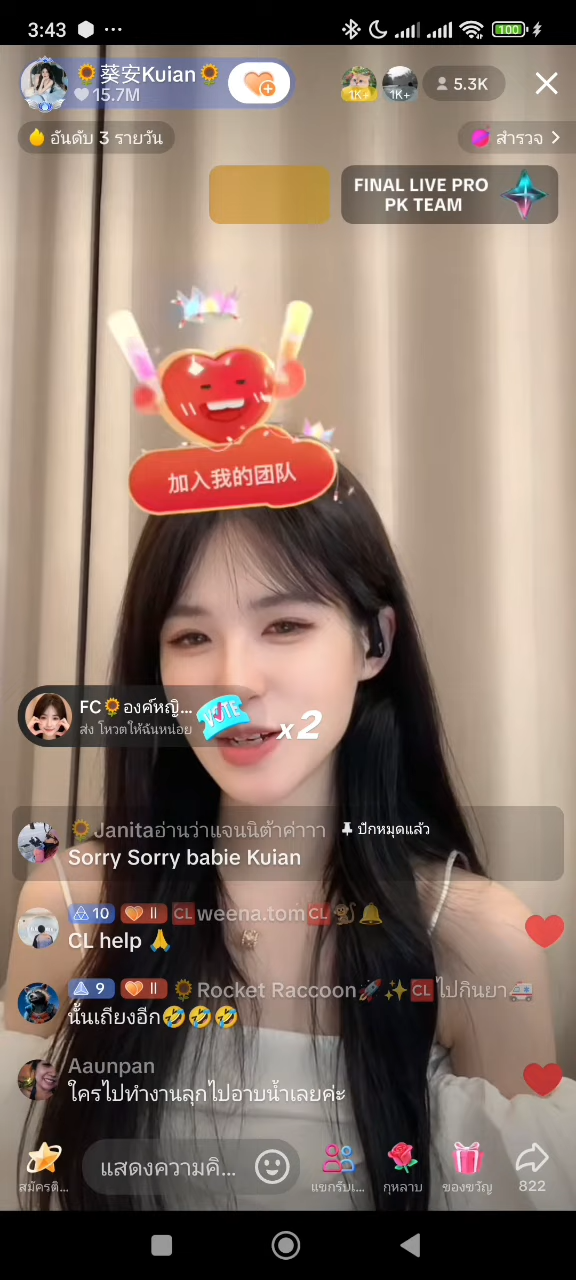 3:43
100
🌻葵安Kuian🌻
15.7M
1K+
1K+
5.3K
อันดับ 3 รายวัน
สำรวจ
FINAL LIVE PRO
PK TEAM
加入我的团队
FC🌻องค์หญิ...
ส่ง โหวตให้ฉันหน่อย
VOTE
x2
🌻Janitaอ่านว่าแจนนิต้าค่าาา
ปักหมุดแล้ว
Sorry Sorry babie Kuian
10 II CL weena.tom CL 🐒🔔
CL help 🙏
9 II 🌻Rocket Raccoon🚀✨CL ไปกินยา🚑
นั้นเถียงอีก🤣🤣🤣
Aaunpan
ใครไปทำงานลุกไปอาบน้ำเลยค่ะ
แสดงความคิ...
สมัครติ...
แขกรับเ...
กุหลาบ
ของขวัญ
822